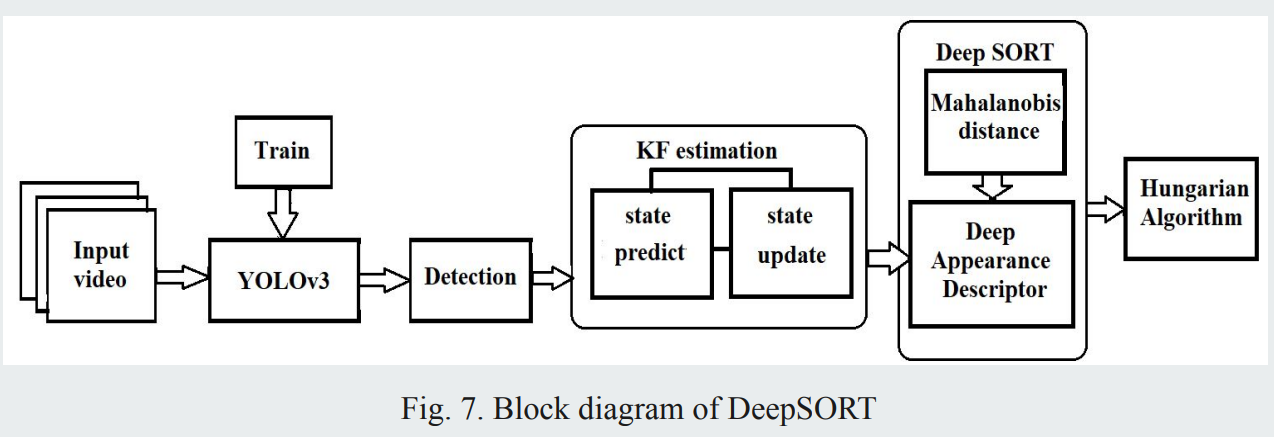 Input
video
Train
YOLOv3
Detection
KF estimation
state
predict
state
update
Deep SORT
Mahalanobis
distance
Deep
Appearance
Descriptor
Hungarian
Algorithm
Fig. 7. Block diagram of DeepSORT